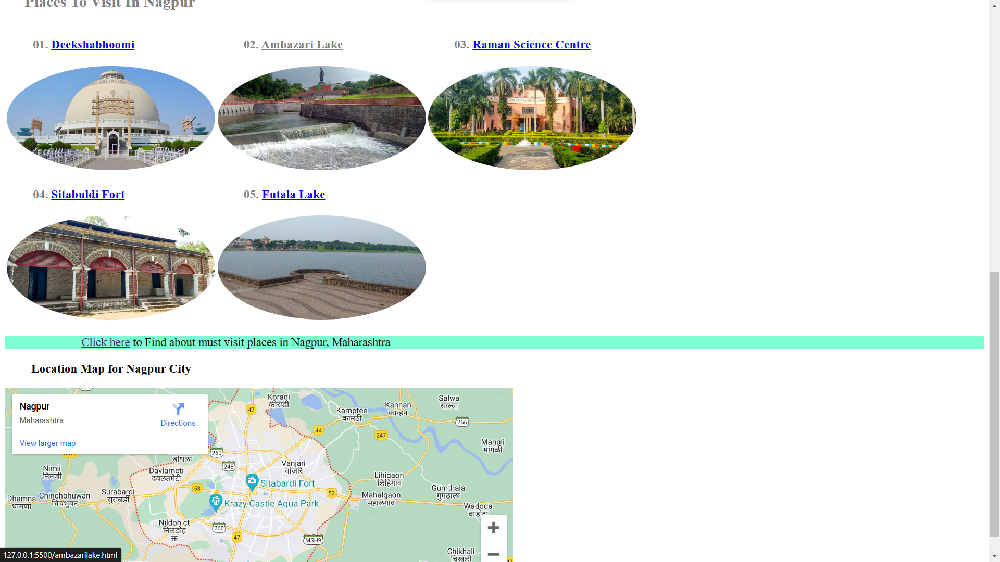 Places To Visit In Nagpur
01. Deekshabhoomi
02. Ambazari Lake
03. Raman Science Centre
04. Sitabuldi Fort
05. Futala Lake
Click here to Find about must visit places in Nagpur, Maharashtra
Location Map for Nagpur City
Nagpur
Maharashtra
Directions
View larger map
Koradi
कोराडी
Kamptee
कामठी
Kanhan
कान्हन
Salwa
साल्वा
47
44
247
266
Mangli
मांगळी
260
248
बोधला
Nimji
निमजी
Davlameti
दवलतमेटी
Vanjari
वांजरि
Lihigaon
लिहिगाव
Sitabardi Fort
53
53
Surabardi
सुराबर्डी
Chinchbhuwan
चिंचभुवन
Dhamna
धामणा
Mahalgaon
महालगाव
Gumthala
गुमठाळा
Krazy Castle Aqua Park
Wadoda
वाडोदा
Nildoh ct
निलडोह
क्त
260
47
MSH9
Chikhali
चिखली
47
127.0.0.1:5500/ambazarilake.html